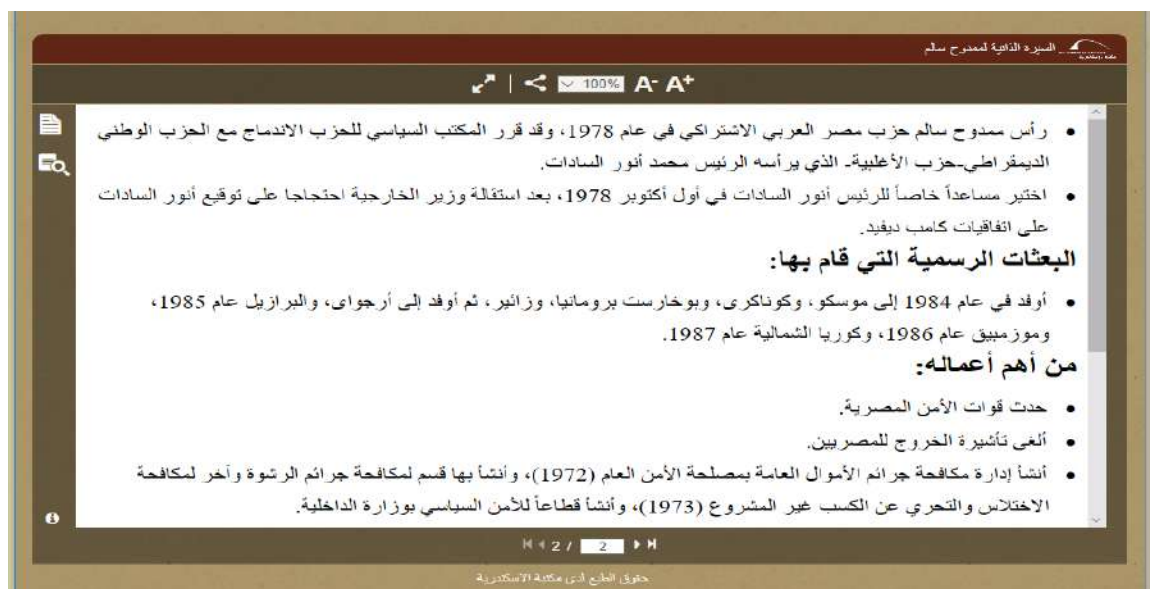 السيرة الذاتية لممدوح سالم
100% A- A+
• رأس ممدوح سالم حزب مصر العربي الاشتراكي في عام 1978، وقد قرر المكتب السياسي للحزب الاندماج مع الحزب الوطني
الديمقراطي-حزب الأغلبية- الذي يرأسه الرئيس محمد أنور السادات.
• اختير مساعداً خاصاً للرئيس أنور السادات في أول أكتوبر 1978، بعد استقالة وزير الخارجية احتجاجا على توقيع أنور السادات
على اتفاقيات كامب ديفيد.
البعثات الرسمية التي قام بها:
• أوفد في عام 1984 إلى موسكو، وكوناكرى، وبوخارست برومانيا، وزائير، ثم أوفد إلى أرجواى، والبرازيل عام 1985،
وموزمبيق عام 1986، وكوريا الشمالية عام 1987.
من أهم أعماله:
• حدث قوات الأمن المصرية.
• ألغى تأشيرة الخروج للمصريين.
• أنشأ إدارة مكافحة جرائم الأموال العامة بمصلحة الأمن العام (1972)، وأنشأ بها قسم لمكافحة جرائم الرشوة وآخر لمكافحة
الاختلاس والتحري عن الكسب غير المشروع (1973)، وأنشأ قطاعاً للأمن السياسي بوزارة الداخلية.
2 / 2
حقوق الطبع لدى مكتبة الاسكندرية